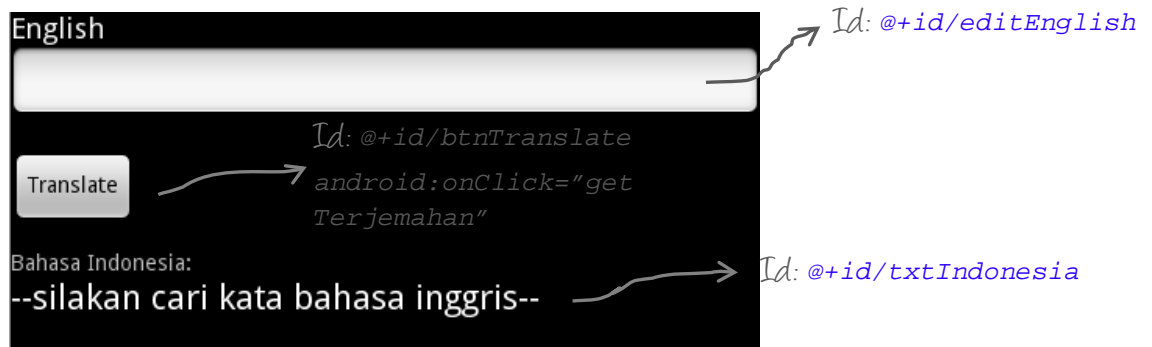 English
Id: @+id/editEnglish
Id: @+id/btnTranslate
android:onClick=”get
Terjemahan”
Translate
Bahasa Indonesia:
--silakan cari kata bahasa inggris--
Id: @+id/txtIndonesia